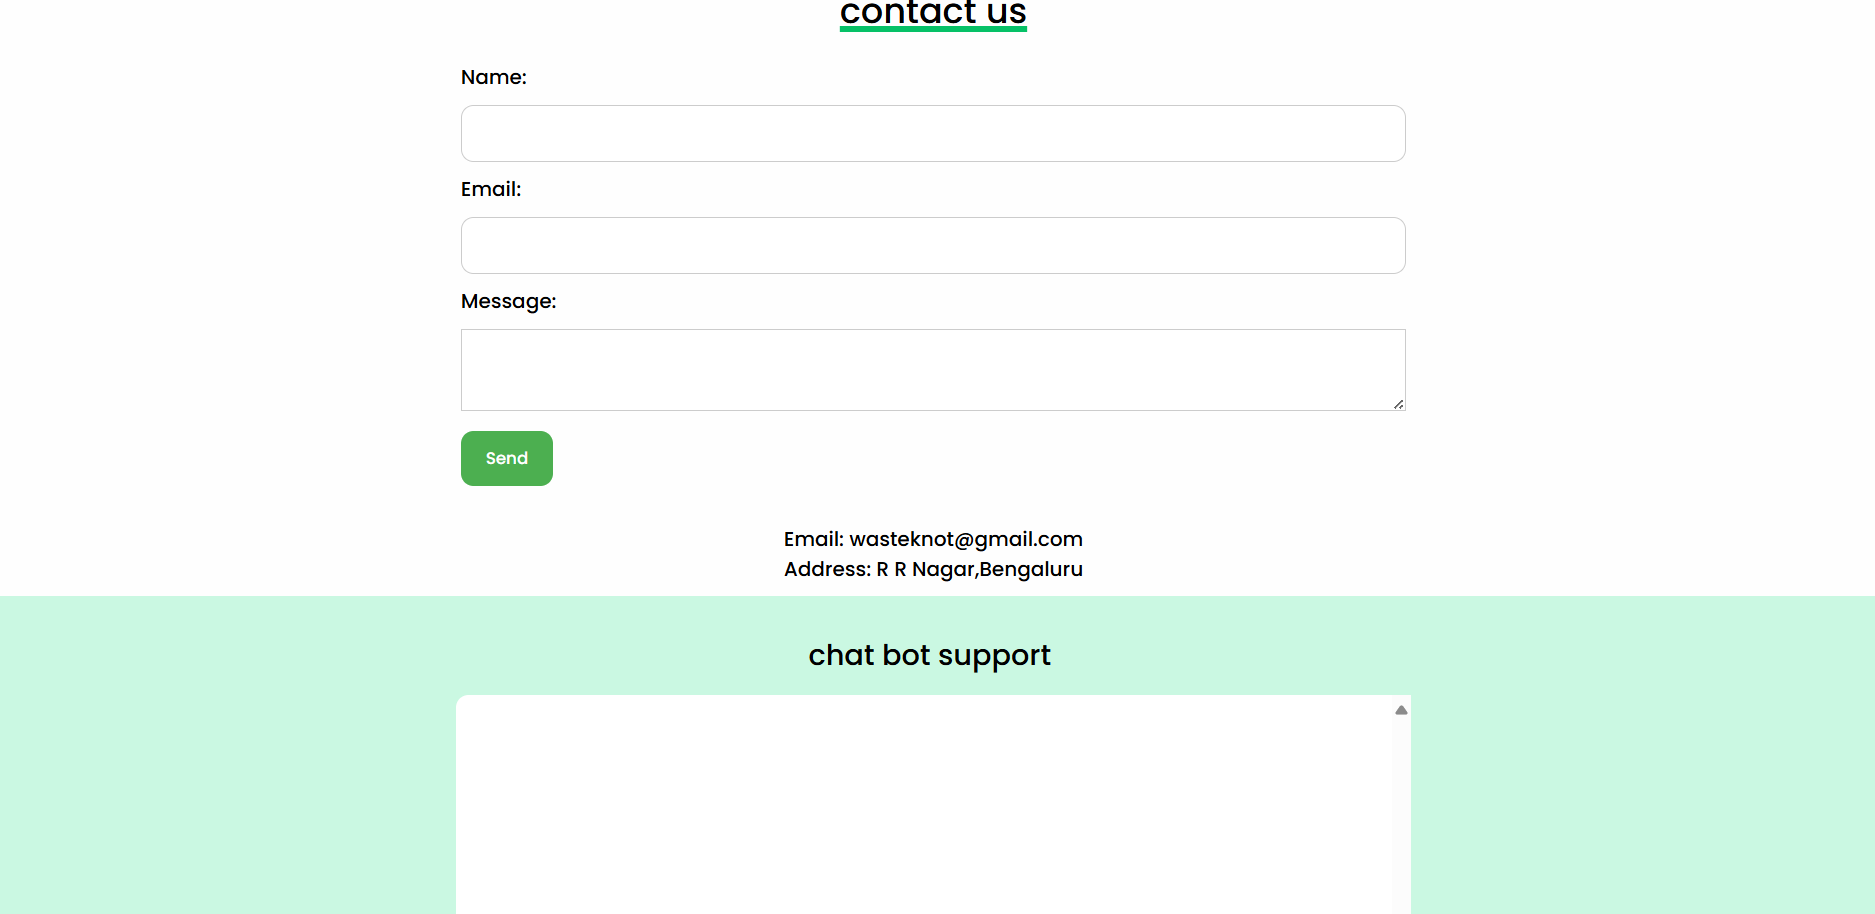 contact us
Name:
Email:
Message:
Send
Email: wasteknot@gmail.com
Address: R R Nagar,Bengaluru
chat bot support